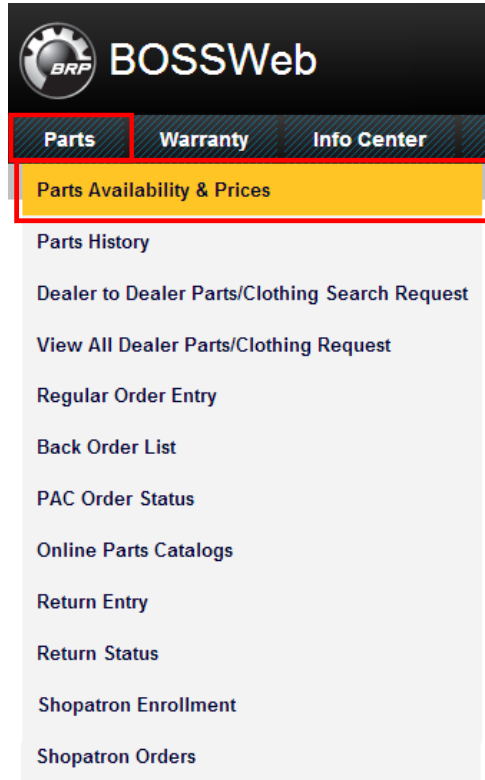 BRP BOSSWeb
Parts Warranty Info Center
Parts Availability & Prices
Parts History
Dealer to Dealer Parts/Clothing Search Request
View All Dealer Parts/Clothing Request
Regular Order Entry
Back Order List
PAC Order Status
Online Parts Catalogs
Return Entry
Return Status
Shopatron Enrollment
Shopatron Orders